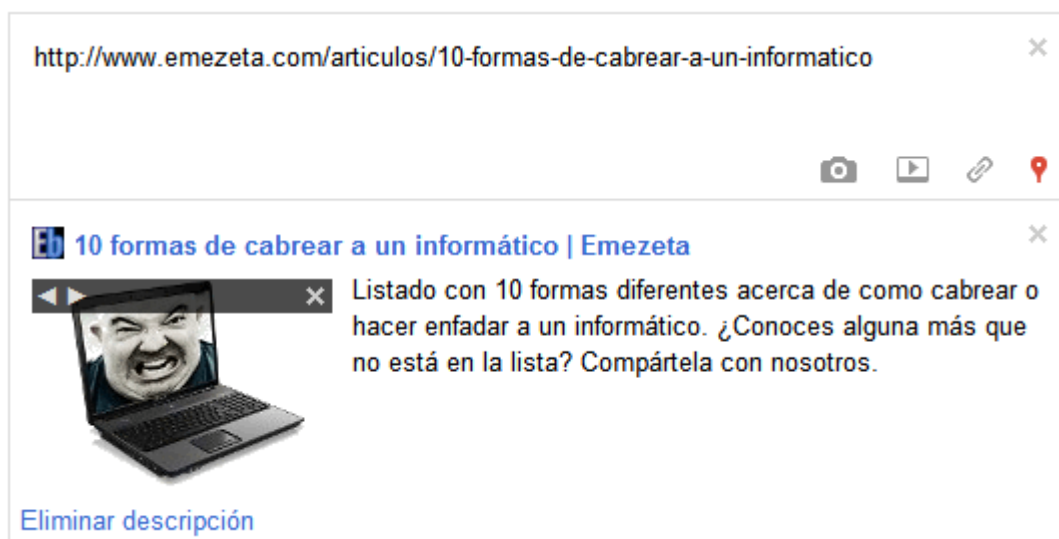 http://www.emezeta.com/articulos/10-formas-de-cabrear-a-un-informatico
Eb 10 formas de cabrear a un informático | Emezeta
Listado con 10 formas diferentes acerca de como cabrear o
hacer enfadar a un informático. ¿Conoces alguna más que
no está en la lista? Compártela con nosotros.
Eliminar descripción